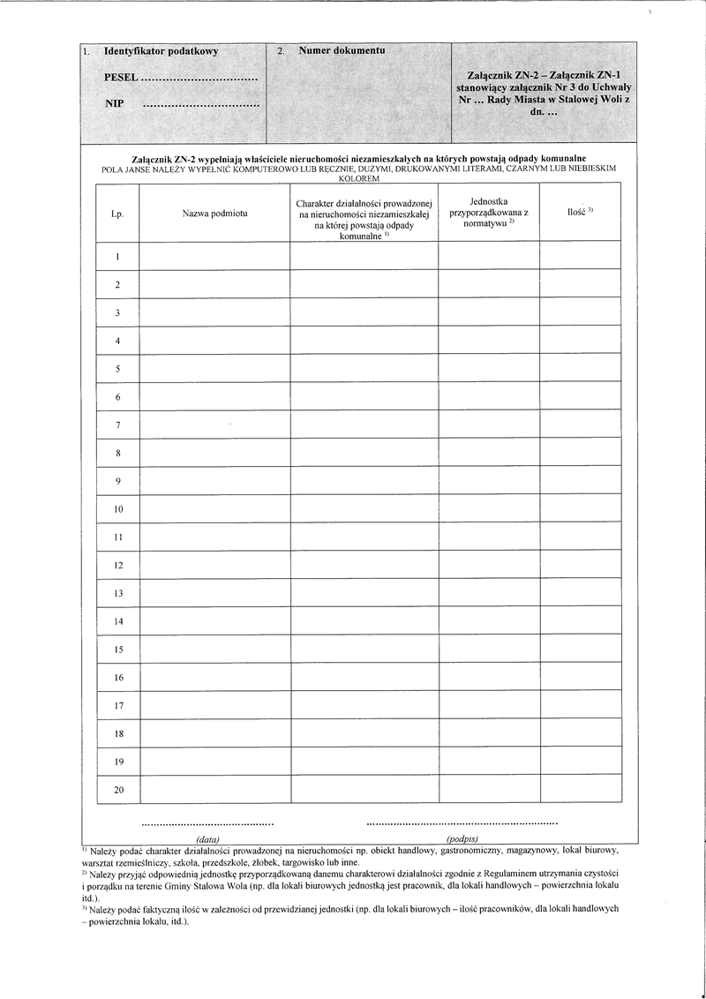 1. Identyfikator podatkowy
PESEL ................................
NIP ................................
2. Numer dokumentu
Załącznik ZN-2 – Załącznik ZN-1
stanowiący załącznik Nr 3 do Uchwały
Nr … Rady Miasta w Stalowej Woli z
dn. …
Załącznik ZN-2 wypełniają właściciele nieruchomości niezamieszkałych na których powstają odpady komunalne
POLA JANSE NALEŻY WYPEŁNIĆ KOMPUTEROWO LUB RĘCZNIE, DUŻYMI, DRUKOWANYMI LITERAMI, CZARNYM LUB NIEBIESKIM
KOLOREM
Lp.
Nazwa podmiotu
Charakter działalności prowadzonej
na nieruchomości niezamieszkałej
na której powstają odpady
komunalne 1)
Jednostka
przyporządkowana z
normatywu 2)
Ilość 3)
1
2
3
4
5
6
7
8
9
10
11
12
13
14
15
16
17
18
19
20
............................................
................................................................
(data)
(podpis)
1) Należy podać charakter działalności prowadzonej na nieruchomości np. obiekt handlowy, gastronomiczny, magazynowy, lokal biurowy,
warsztat rzemieślniczy, szkoła, przedszkole, żłobek, targowisko lub inne.
2) Należy przyjąć odpowiednią jednostkę przyporządkowaną danemu charakterowi działalności zgodnie z Regulaminem utrzymania czystości
i porządku na terenie Gminy Stalowa Wola (np. dla lokali biurowych jednostką jest pracownik, dla lokali handlowych – powierzchnia lokalu
itd.).
3) Należy podać faktyczną ilość w zależności od przewidzianej jednostki (np. dla lokali biurowych – ilość pracowników, dla lokali handlowych
– powierzchnia lokalu, itd.).